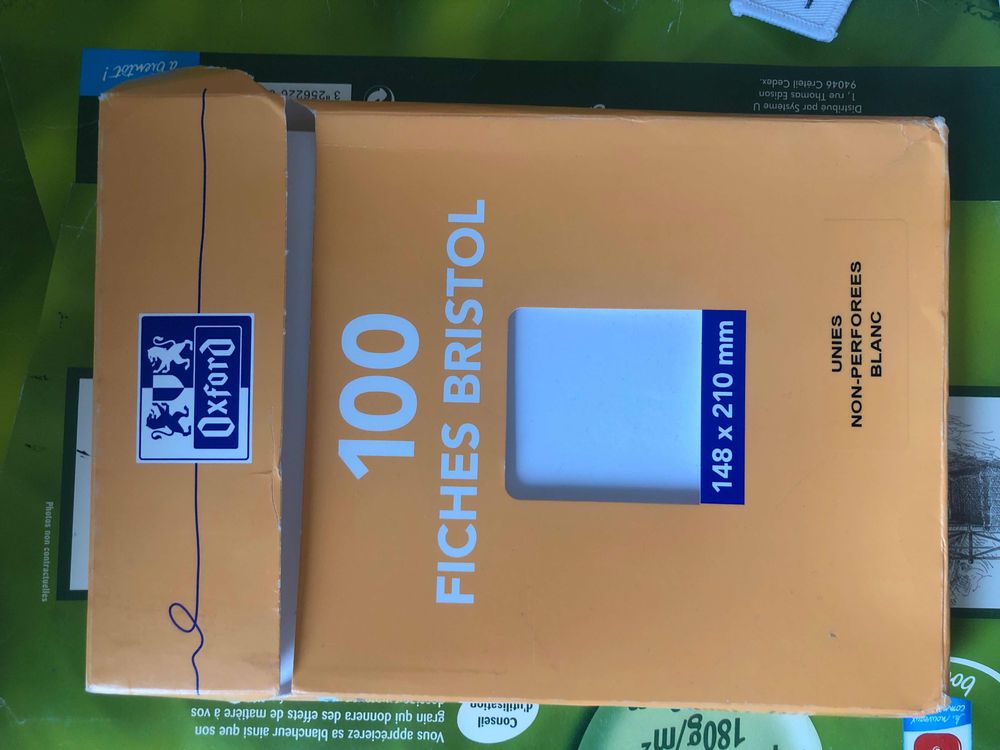 Oxford
100
FICHES BRISTOL
148 x 210 mm
UNIES
NON-PERFOREES
BLANC
à bientôt !
3 256226
Distribué par Système U
1, rue Thomas Edison
94046 Créteil Cedex.
Photos non contractuelles
Vous apprécierez sa blancheur ainsi que son
grain qui donnera des effets de matière à vos
Conseil
d'utilisation
180g/m²